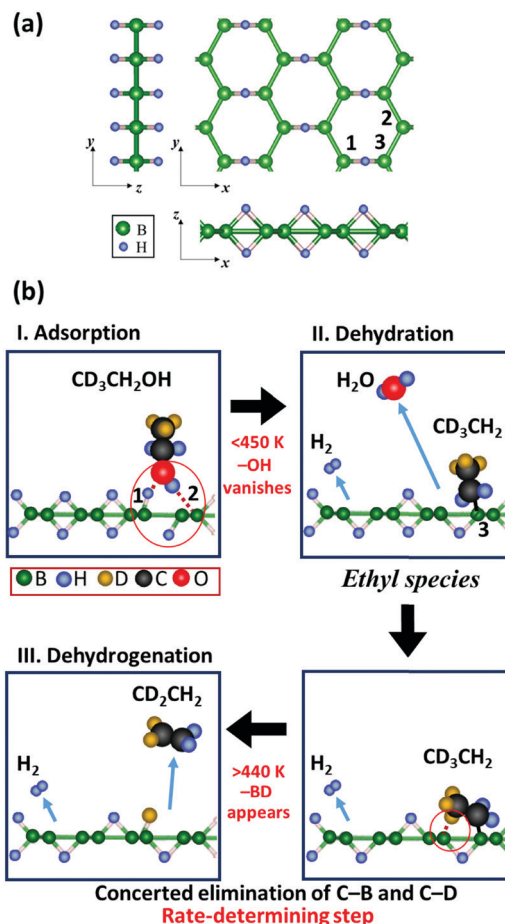 (a)
y
z
y
x
1
2
3
B
H
z
x
(b)
I. Adsorption
CD₃CH₂OH
1
2
B H D C O
<450 K
–OH
vanishes
II. Dehydration
H₂O
H₂
CD₃CH₂
3
Ethyl species
III. Dehydrogenation
CD₂CH₂
H₂
>440 K
–BD
appears
CD₃CH₂
H₂
Concerted elimination of C–B and C–D
Rate-determining step